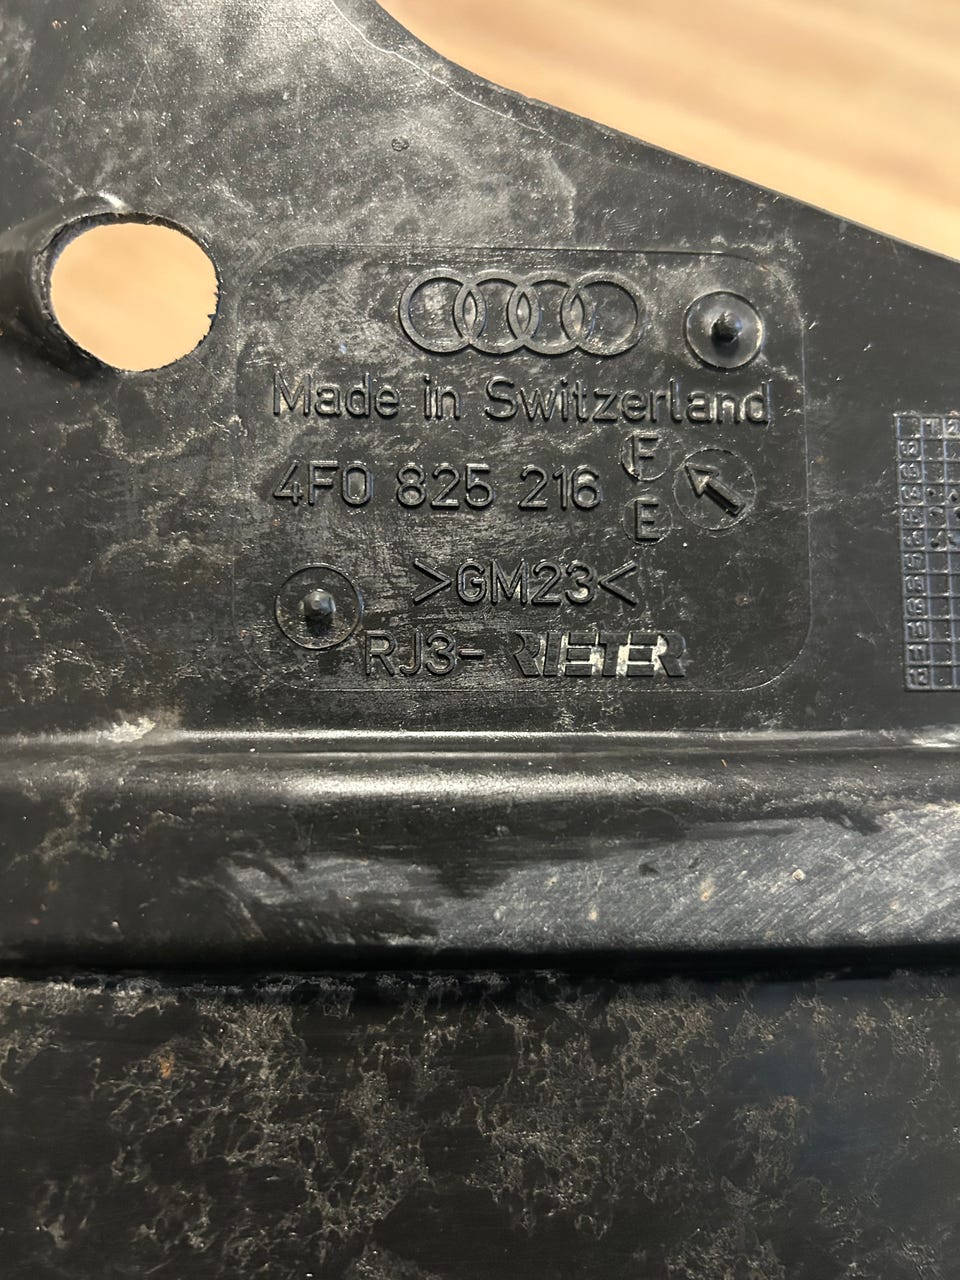 Made in Switzerland
4F0 825 216 F
E
>GM23<
RJ3- RIETER